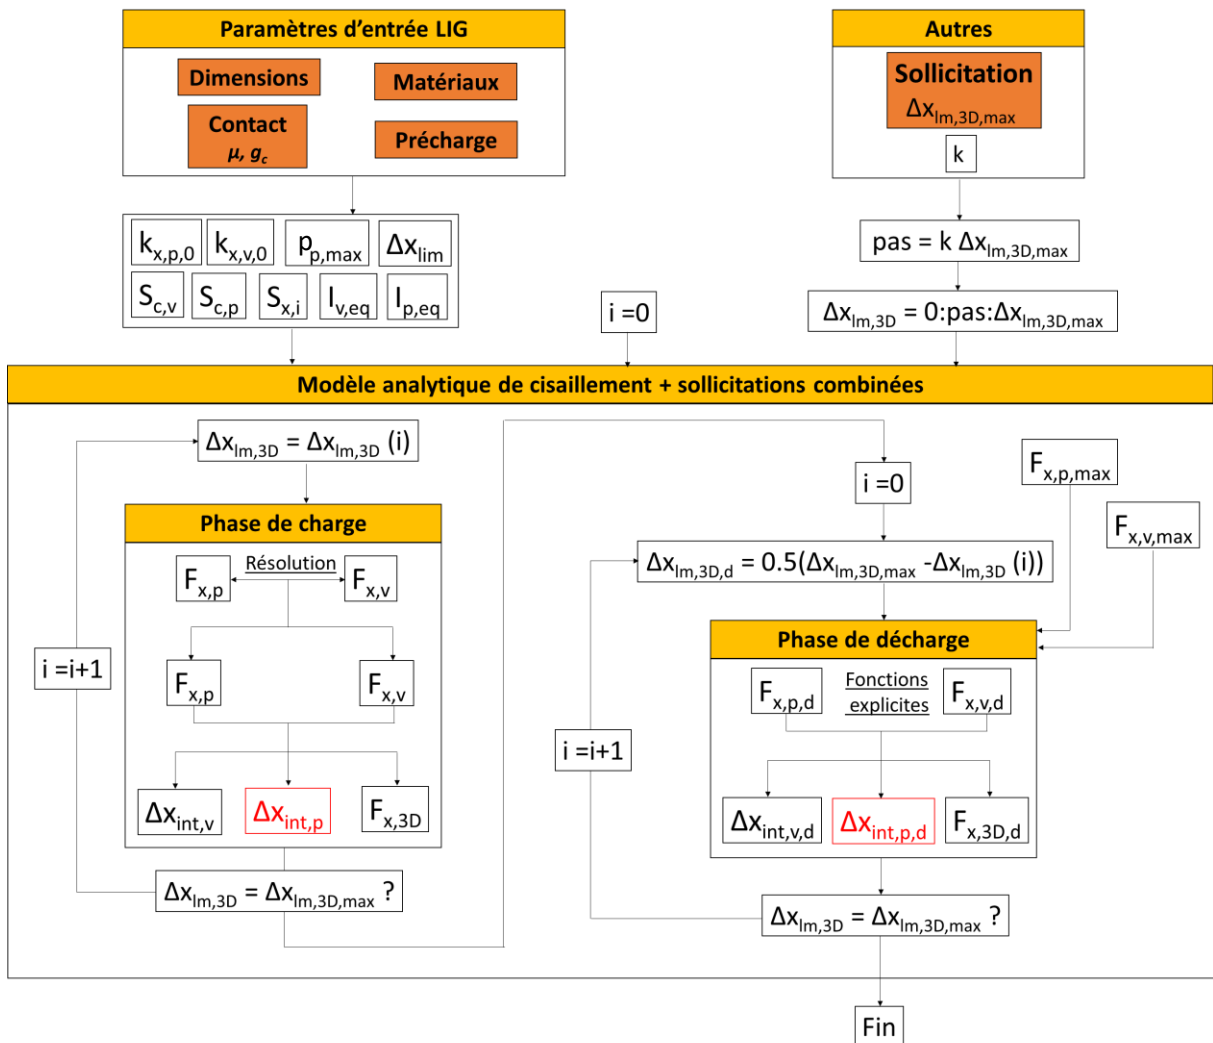 Paramètres d'entrée LIG
Dimensions
Matériaux
Contact
μ, g_c
Précharge
Autres
Sollicitation
Δx_lm,3D,max
k
k_x,p,0
k_x,v,0
p_p,max
Δx_lim
S_c,v
S_c,p
S_x,i
I_v,eq
I_p,eq
pas = k Δx_lm,3D,max
i =0
Δx_lm,3D = 0:pas:Δx_lm,3D,max
Modèle analytique de cisaillement + sollicitations combinées
Δx_lm,3D = Δx_lm,3D (i)
Phase de charge
Résolution
F_x,p
F_x,v
i =i+1
F_x,p
F_x,v
Δx_int,v
Δx_int,p
F_x,3D
Δx_lm,3D = Δx_lm,3D,max ?
i =0
F_x,p,max
F_x,v,max
Δx_lm,3D,d = 0.5(Δx_lm,3D,max -Δx_lm,3D (i))
Phase de décharge
F_x,p,d
Fonctions
explicites
F_x,v,d
i =i+1
Δx_int,v,d
Δx_int,p,d
F_x,3D,d
Δx_lm,3D = Δx_lm,3D,max ?
Fin